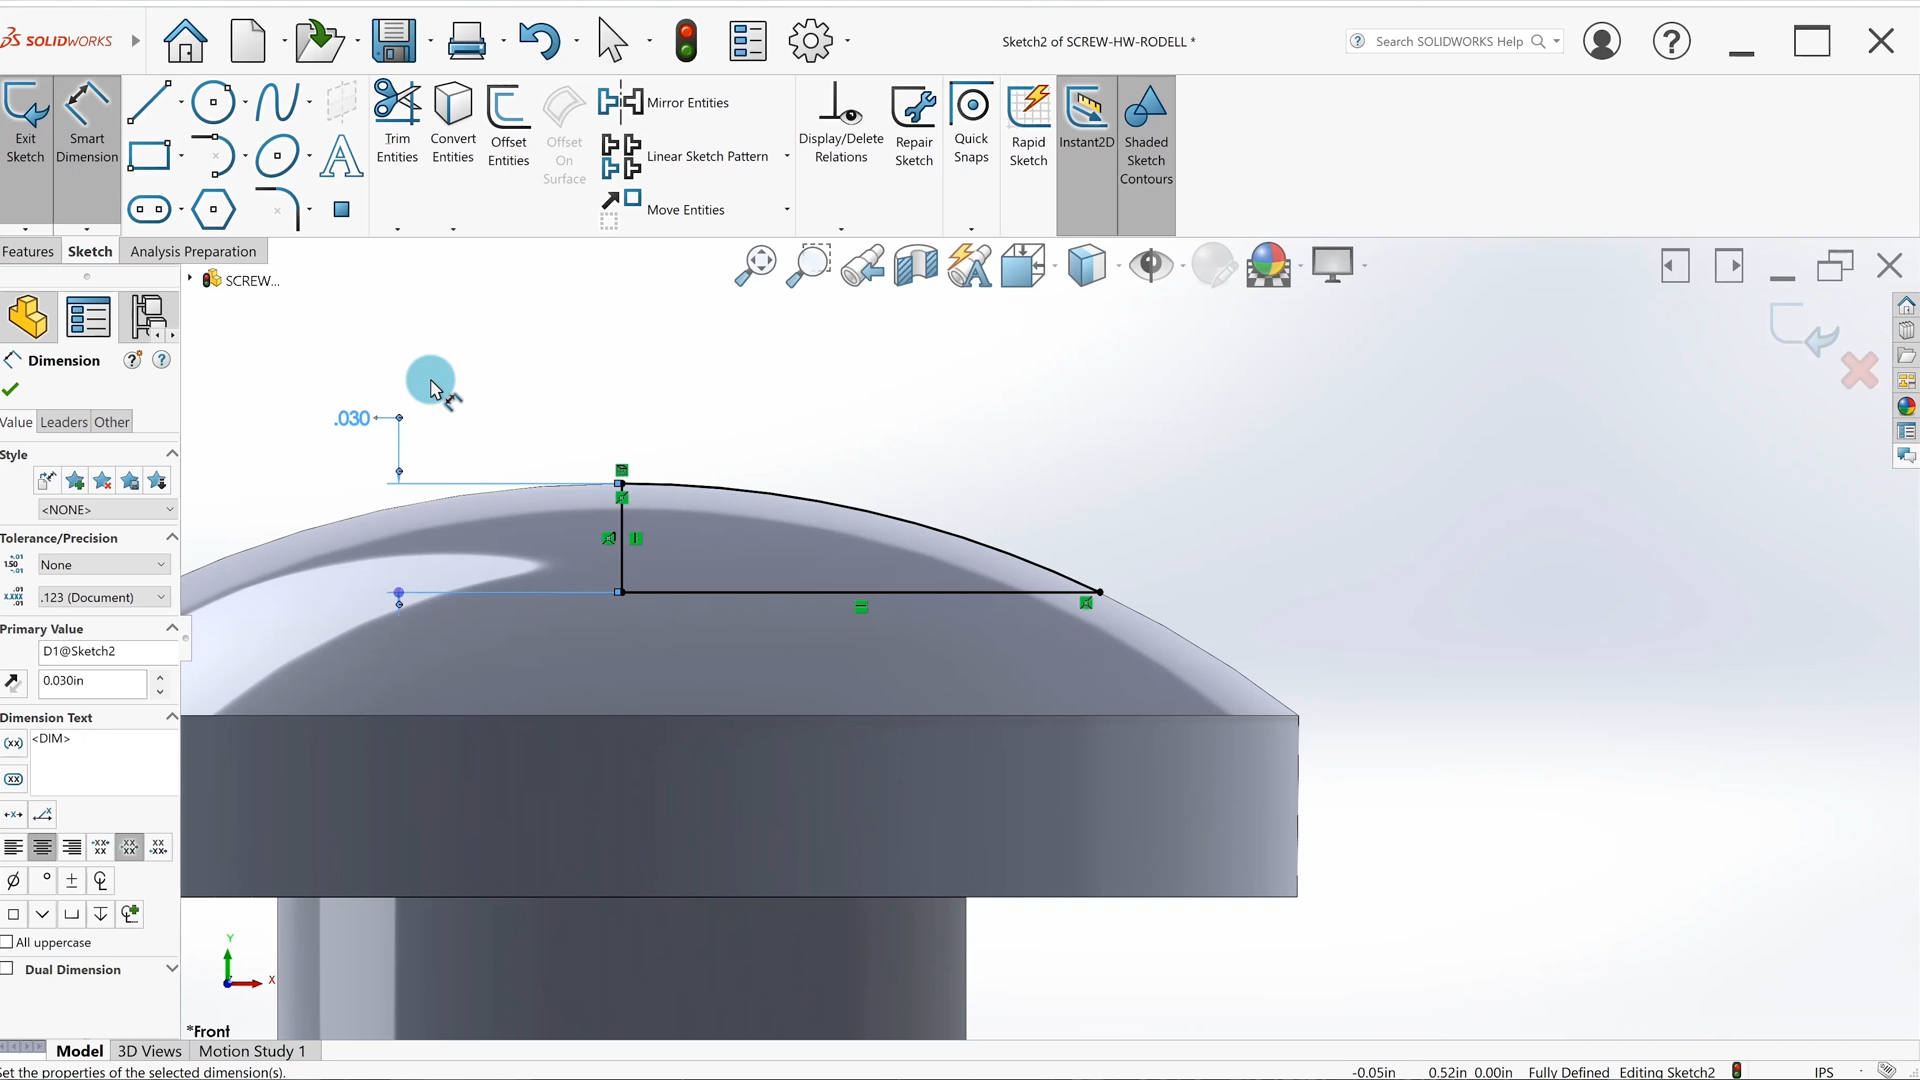 SOLIDWORKS
Sketch2 of SCREW-HW-RODELL *
Search SOLIDWORKS Help
Exit Sketch
Smart Dimension
Trim Entities
Convert Entities
Offset Entities
Offset On Surface
Mirror Entities
Linear Sketch Pattern
Move Entities
Display/Delete Relations
Repair Sketch
Quick Snaps
Rapid Sketch
Instant2D
Shaded Sketch Contours
Features
Sketch
Analysis Preparation
SCREW...
Dimension
Value
Leaders
Other
Style
<NONE>
Tolerance/Precision
None
.123 (Document)
Primary Value
D1@Sketch2
0.030in
Dimension Text
<DIM>
All uppercase
Dual Dimension
.030
Y
X
*Front
Model
3D Views
Motion Study 1
Set the properties of the selected dimension(s).
-0.05in
0.52in
0.00in
Fully Defined
Editing Sketch2
IPS